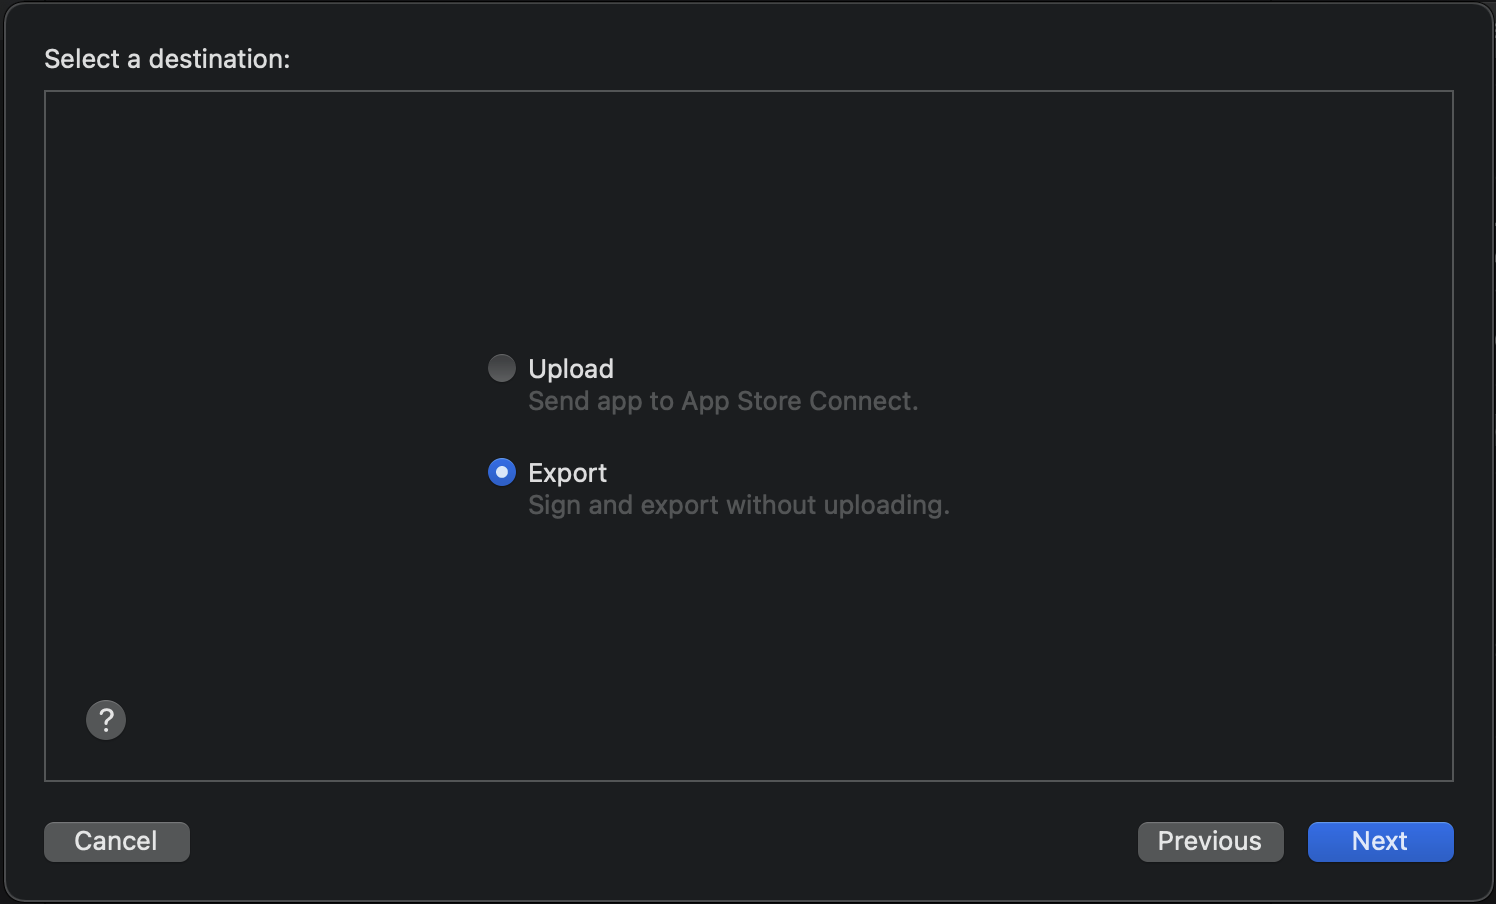 Select a destination:
Upload
Send app to App Store Connect.
Export
Sign and export without uploading.
?
Cancel
Previous
Next